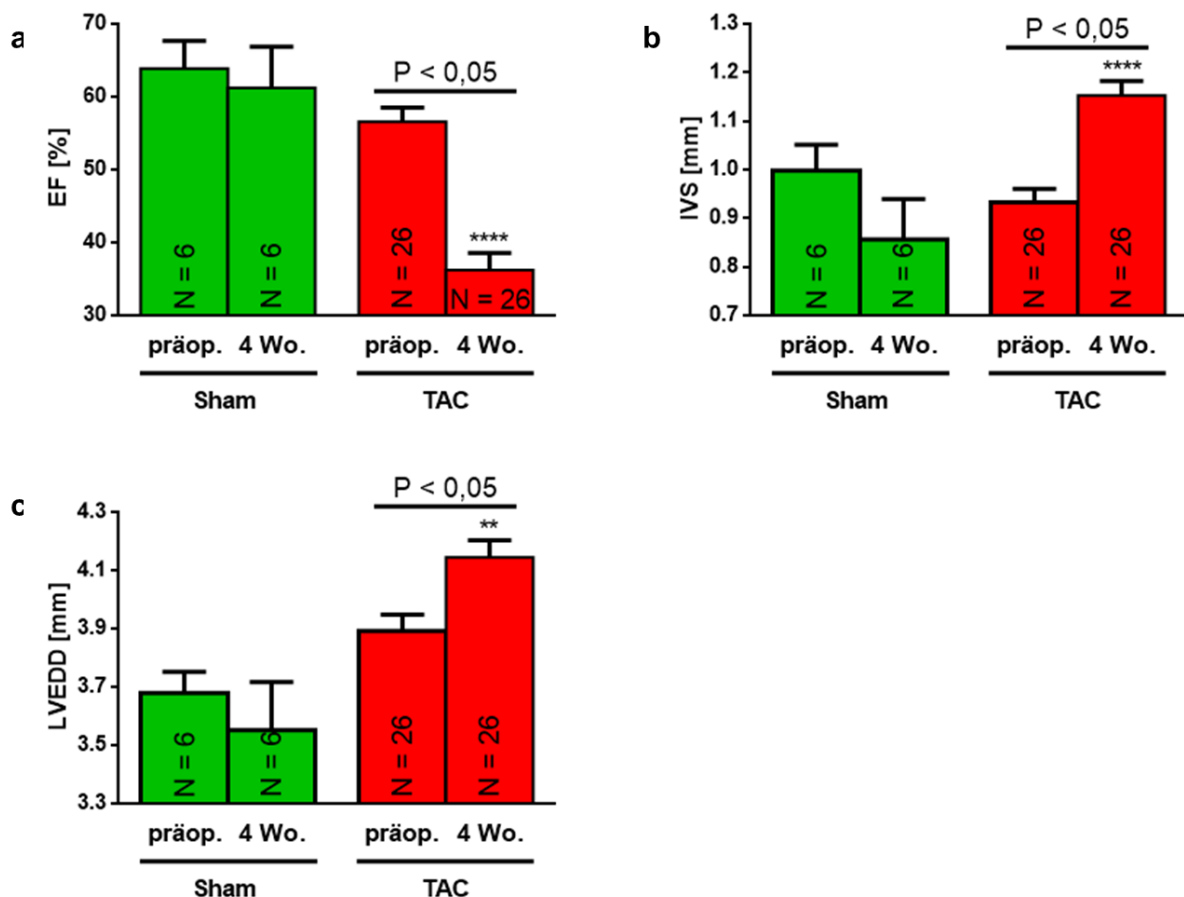 a
EF [%]
70
60
50
40
30
P < 0,05
****
N = 6
N = 6
N = 26
N = 26
präop. 4 Wo. präop. 4 Wo.
Sham TAC
b
IVS [mm]
1.3
1.2
1.1
1.0
0.9
0.8
0.7
P < 0,05
****
N = 6
N = 6
N = 26
N = 26
präop. 4 Wo. präop. 4 Wo.
Sham TAC
c
LVEDD [mm]
4.3
4.1
3.9
3.7
3.5
3.3
P < 0,05
**
N = 6
N = 6
N = 26
N = 26
präop. 4 Wo. präop. 4 Wo.
Sham TAC